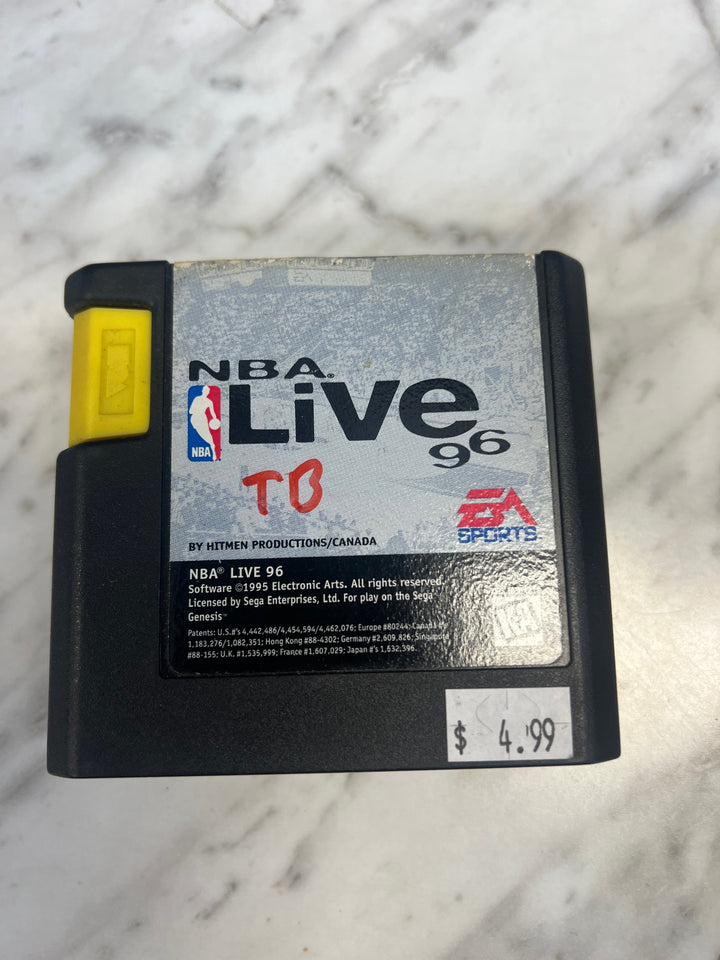 NBA.
Live
96
NBA
TB
EA
SPORTS
BY HITMEN PRODUCTIONS/CANADA
NBA® LIVE 96
Software ©1995 Electronic Arts. All rights reserved.
Licensed by Sega Enterprises, Ltd. For play on the Sega
Genesis™
Patents: U.S.#'s 4,442,486/4,454,594/4,462,076; Europe #80244; Canada #
1,183,276/1,082,351; Hong Kong #88-4302; Germany #2,609,826; Singapore
#88-155; U.K. #1,535,999; France #1,607,029; Japan #'s 1,632,396.
$ 4.99